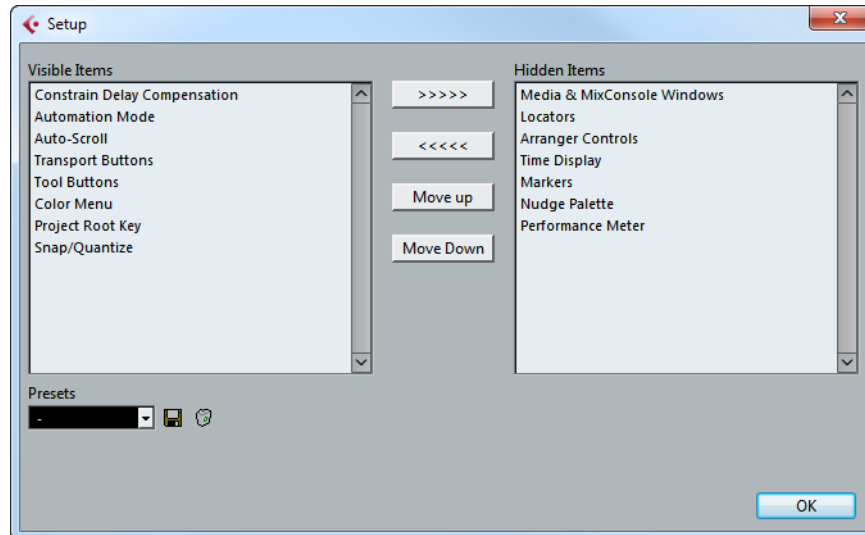 Setup
Visible Items
Constrain Delay Compensation
Automation Mode
Auto-Scroll
Transport Buttons
Tool Buttons
Color Menu
Project Root Key
Snap/Quantize
>>>>>
<<<<<
Move up
Move Down
Hidden Items
Media & MixConsole Windows
Locators
Arranger Controls
Time Display
Markers
Nudge Palette
Performance Meter
Presets
-
OK